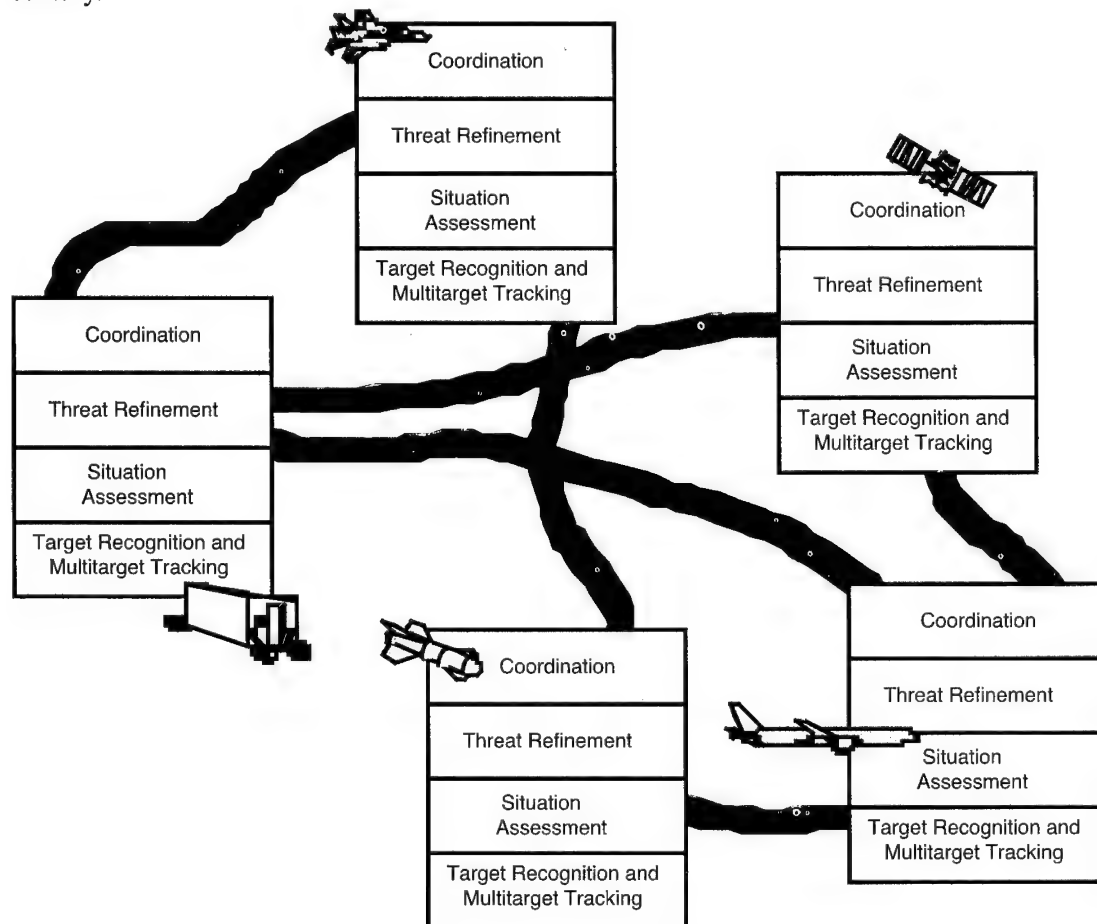 Coordination
Threat Refinement
Situation
Assessment
Target Recognition and
Multitarget Tracking
Coordination
Threat Refinement
Situation
Assessment
Target Recognition and
Multitarget Tracking
Coordination
Threat Refinement
Situation
Assessment
Target Recognition and
Multitarget Tracking
Coordination
Threat Refinement
Situation
Assessment
Target Recognition and
Multitarget Tracking
Coordination
Threat Refinement
Situation
Assessment
Target Recognition and
Multitarget Tracking